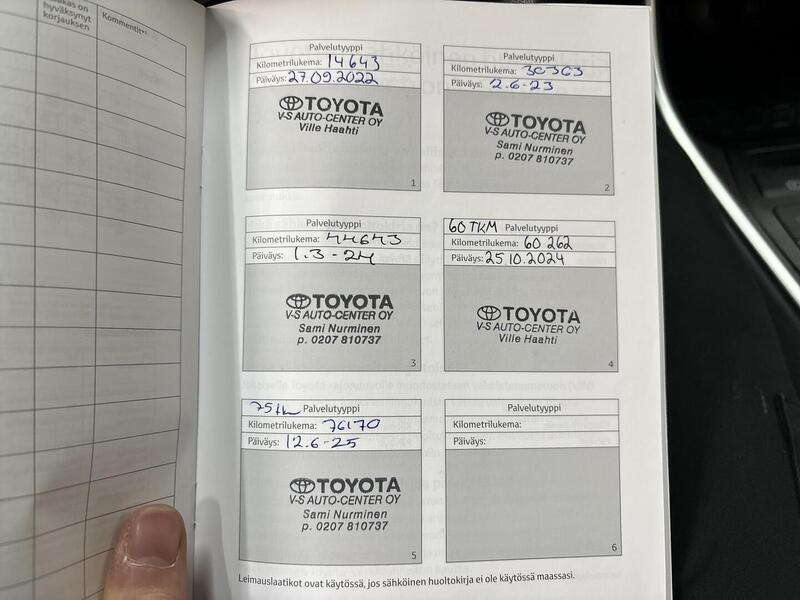 hyväksynyt
korjauksen
Kommentit*¹
Palvelutyyppi
Kilometrilukema: 14643
Päiväys: 27.09.2022
TOYOTA
V-S AUTO-CENTER OY
Ville Haahti
1
Palvelutyyppi
Kilometrilukema: 30363
Päiväys: 2.6-23
TOYOTA
V-S AUTO-CENTER OY
Sami Nurminen
p. 0207 810737
2
Palvelutyyppi
Kilometrilukema: 44643
Päiväys: 1.3-24
TOYOTA
V-S AUTO-CENTER OY
Sami Nurminen
p. 0207 810737
3
60 TKM Palvelutyyppi
Kilometrilukema: 60 262
Päiväys: 25 10.2024
TOYOTA
V-S AUTO-CENTER OY
Ville Haahti
4
Palvelutyyppi
Kilometrilukema: 76170
Päiväys: 12.6-25
TOYOTA
V-S AUTO-CENTER OY
Sami Nurminen
p. 0207 810737
5
Palvelutyyppi
Kilometrilukema:
Päiväys:
6
Leimauslaatikot ovat käytössä, jos sähköinen huoltokirja ei ole käytössä maassasi.